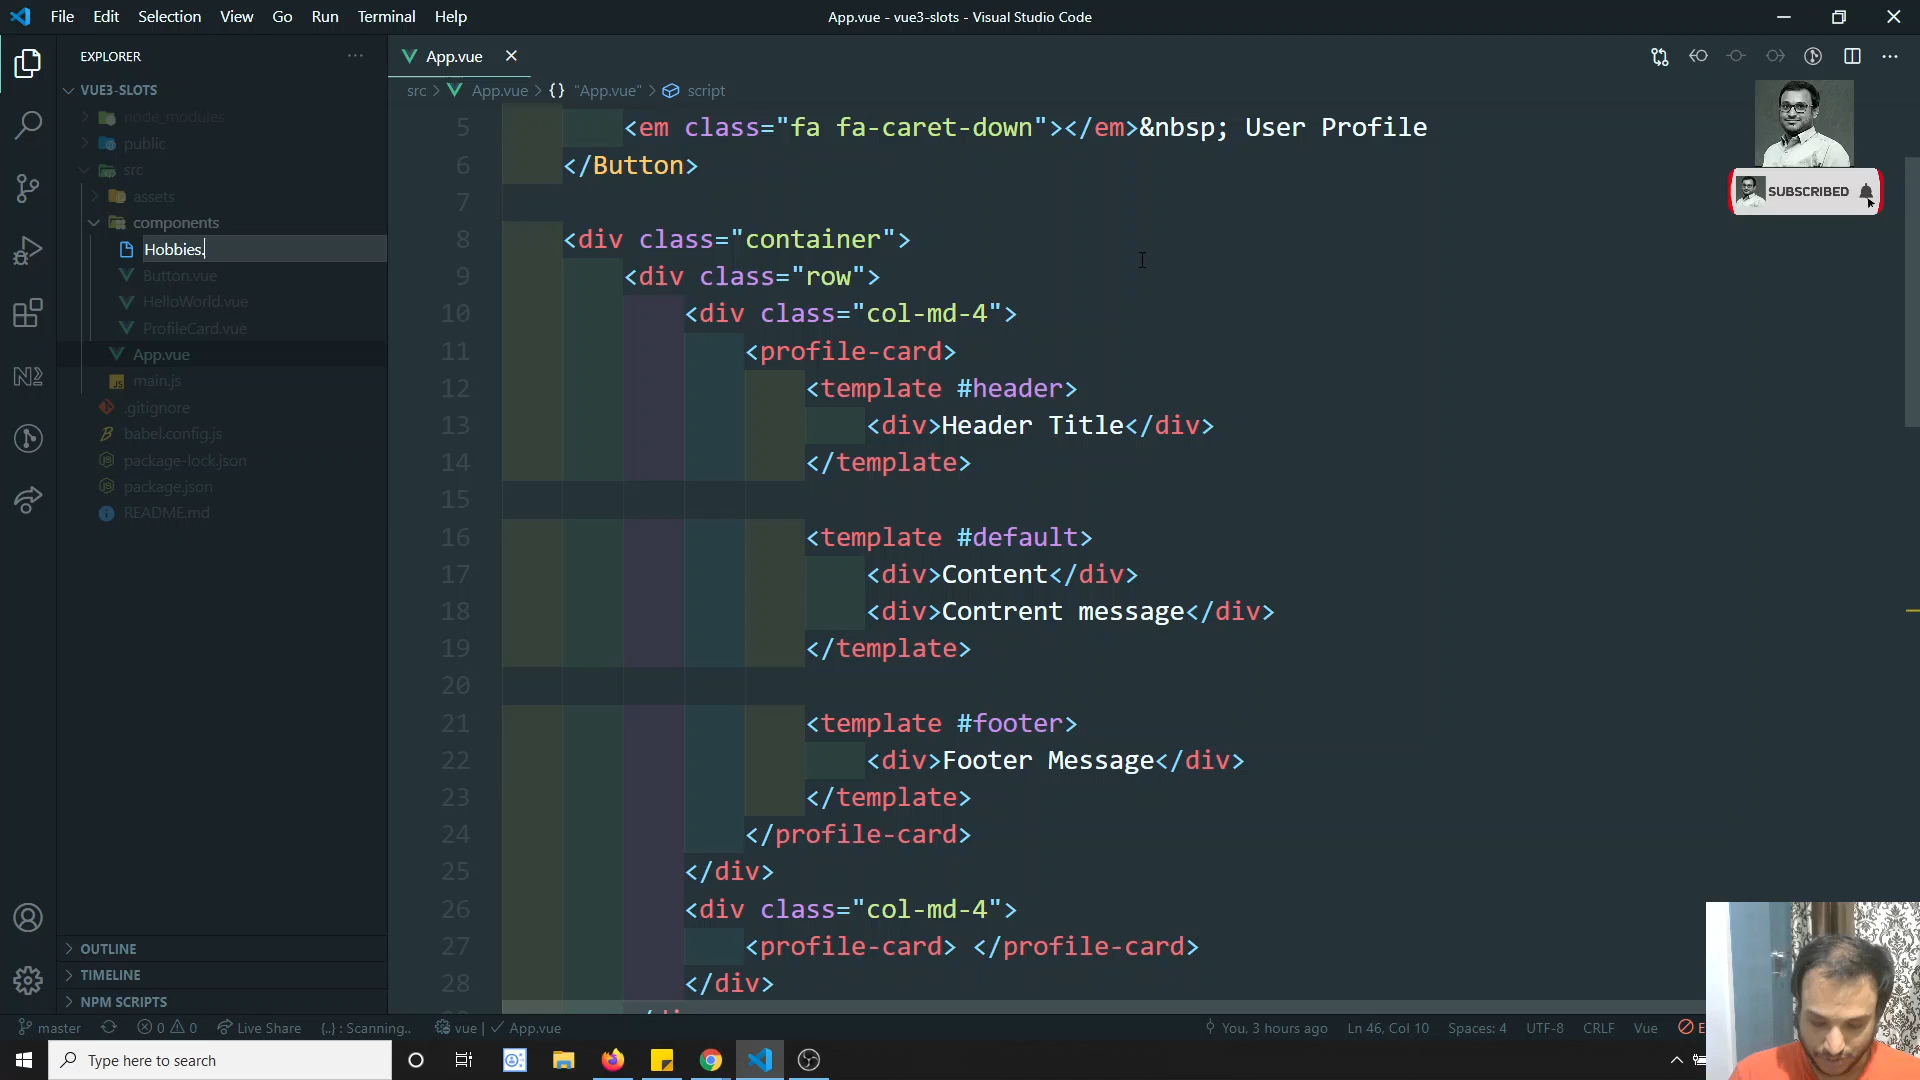 File Edit Selection View Go Run Terminal Help
App.vue - vue3-slots - Visual Studio Code
EXPLORER
VUE3-SLOTS
node_modules
public
src
assets
components
Hobbies.
Button.vue
HelloWorld.vue
ProfileCard.vue
App.vue
main.js
.gitignore
babel.config.js
package-lock.json
package.json
README.md
OUTLINE
TIMELINE
NPM SCRIPTS
App.vue
src > App.vue > {} "App.vue" > script
5 <em class="fa fa-caret-down"></em>&nbsp; User Profile
6 </Button>
7
8 <div class="container">
9 <div class="row">
10 <div class="col-md-4">
11 <profile-card>
12 <template #header>
13 <div>Header Title</div>
14 </template>
15
16 <template #default>
17 <div>Content</div>
18 <div>Contrent message</div>
19 </template>
20
21 <template #footer>
22 <div>Footer Message</div>
23 </template>
24 </profile-card>
25 </div>
26 <div class="col-md-4">
27 <profile-card> </profile-card>
28 </div>
SUBSCRIBED
master 0 0 Live Share {..} : Scanning.. vue | App.vue
You, 3 hours ago Ln 46, Col 10 Spaces: 4 UTF-8 CRLF Vue
Type here to search